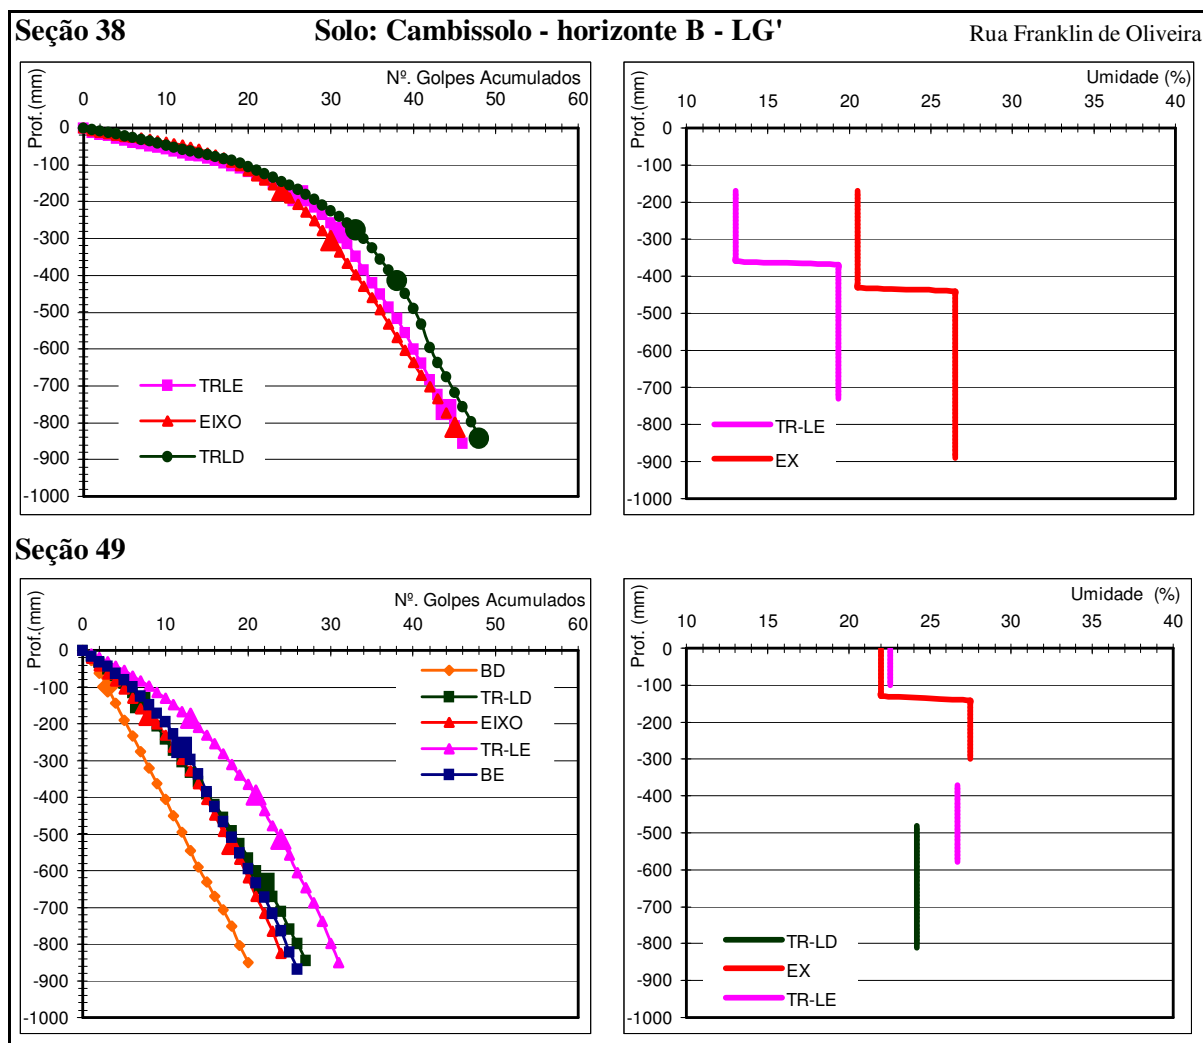 Seção 38 Solo: Cambissolo - horizonte B - LG' Rua Franklin de Oliveira
Nº. Golpes Acumulados
0 10 20 30 40 50 60
Prof.(mm)
0
-100
-200
-300
-400
-500
-600
-700
-800
-900
-1000
TRLE
EIXO
TRLD
Umidade (%)
10 15 20 25 30 35 40
0
-100
-200
-300
-400
-500
-600
-700
-800
-900
-1000
TR-LE
EX
Seção 49
Nº. Golpes Acumulados
0 10 20 30 40 50 60
Prof.(mm)
0
-100
-200
-300
-400
-500
-600
-700
-800
-900
-1000
BD
TR-LD
EIXO
TR-LE
BE
Umidade (%)
10 15 20 25 30 35 40
Prof. (mm)
0
-100
-200
-300
-400
-500
-600
-700
-800
-900
-1000
TR-LD
EX
TR-LE